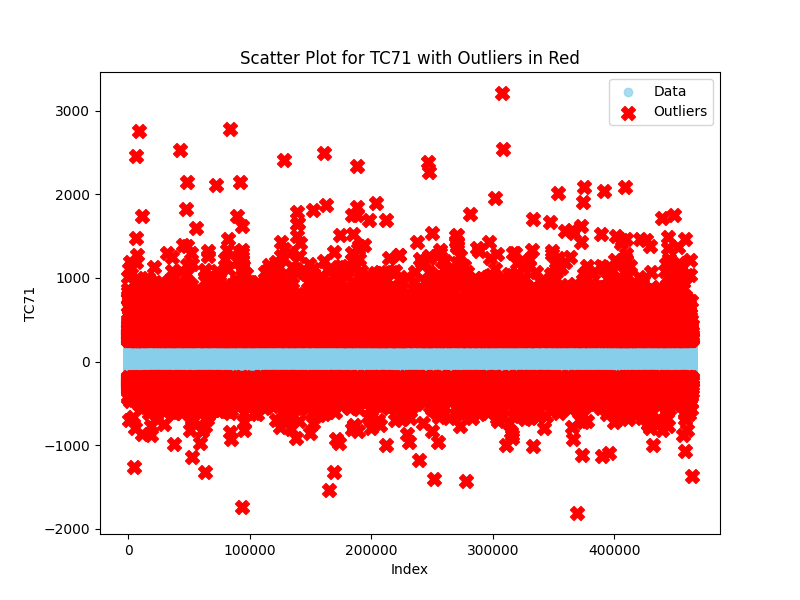 Scatter Plot for TC71 with Outliers in Red
Data
Outliers
3000
2000
1000
0
−1000
−2000
TC71
0 100000 200000 300000 400000
Index